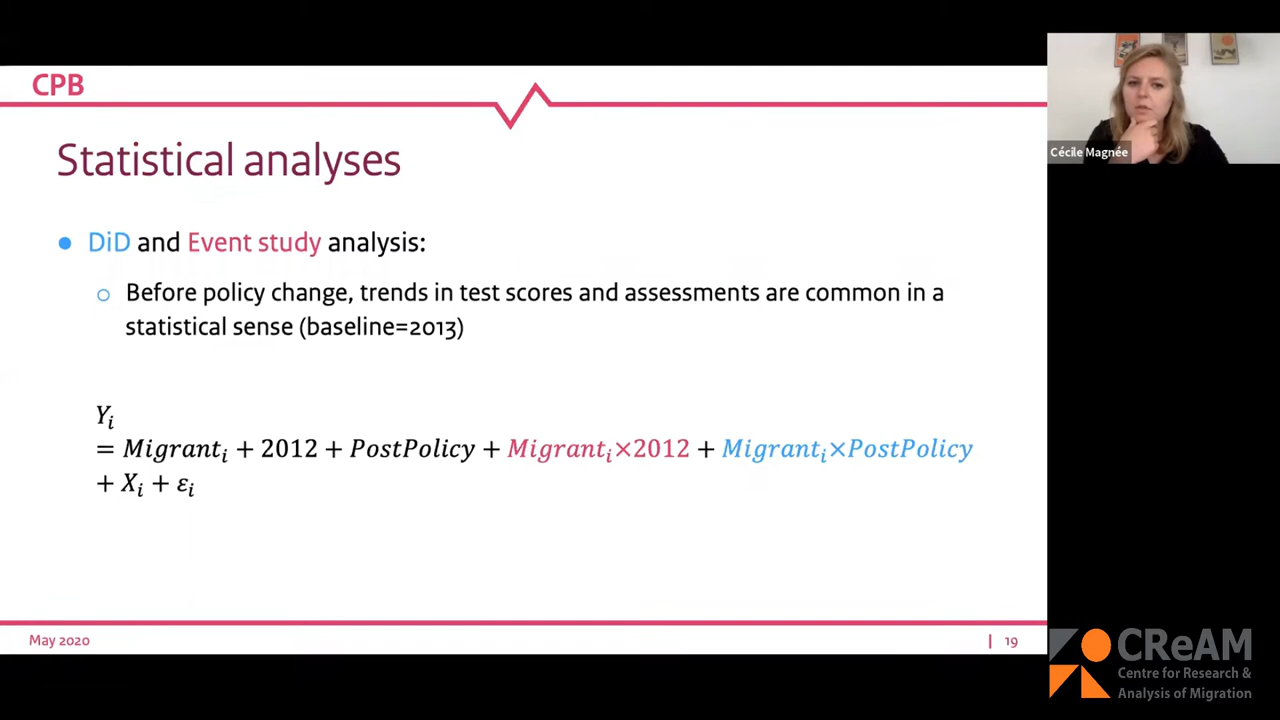 CPB
Statistical analyses
● DiD and Event study analysis:
○ Before policy change, trends in test scores and assessments are common in a
statistical sense (baseline=2013)
Yᵢ
= Migrantᵢ + 2012 + PostPolicy + Migrantᵢ×2012 + Migrantᵢ×PostPolicy
+ Xᵢ + εᵢ
May 2020
| 19
Cécile Magnée
CReAM
Centre for Research &
Analysis of Migration